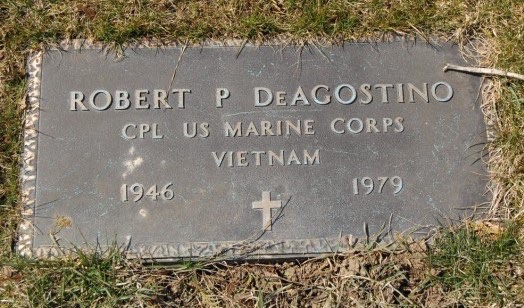 ROBERT P DeAGOSTINO
CPL US MARINE CORPS
VIETNAM
1946 1979